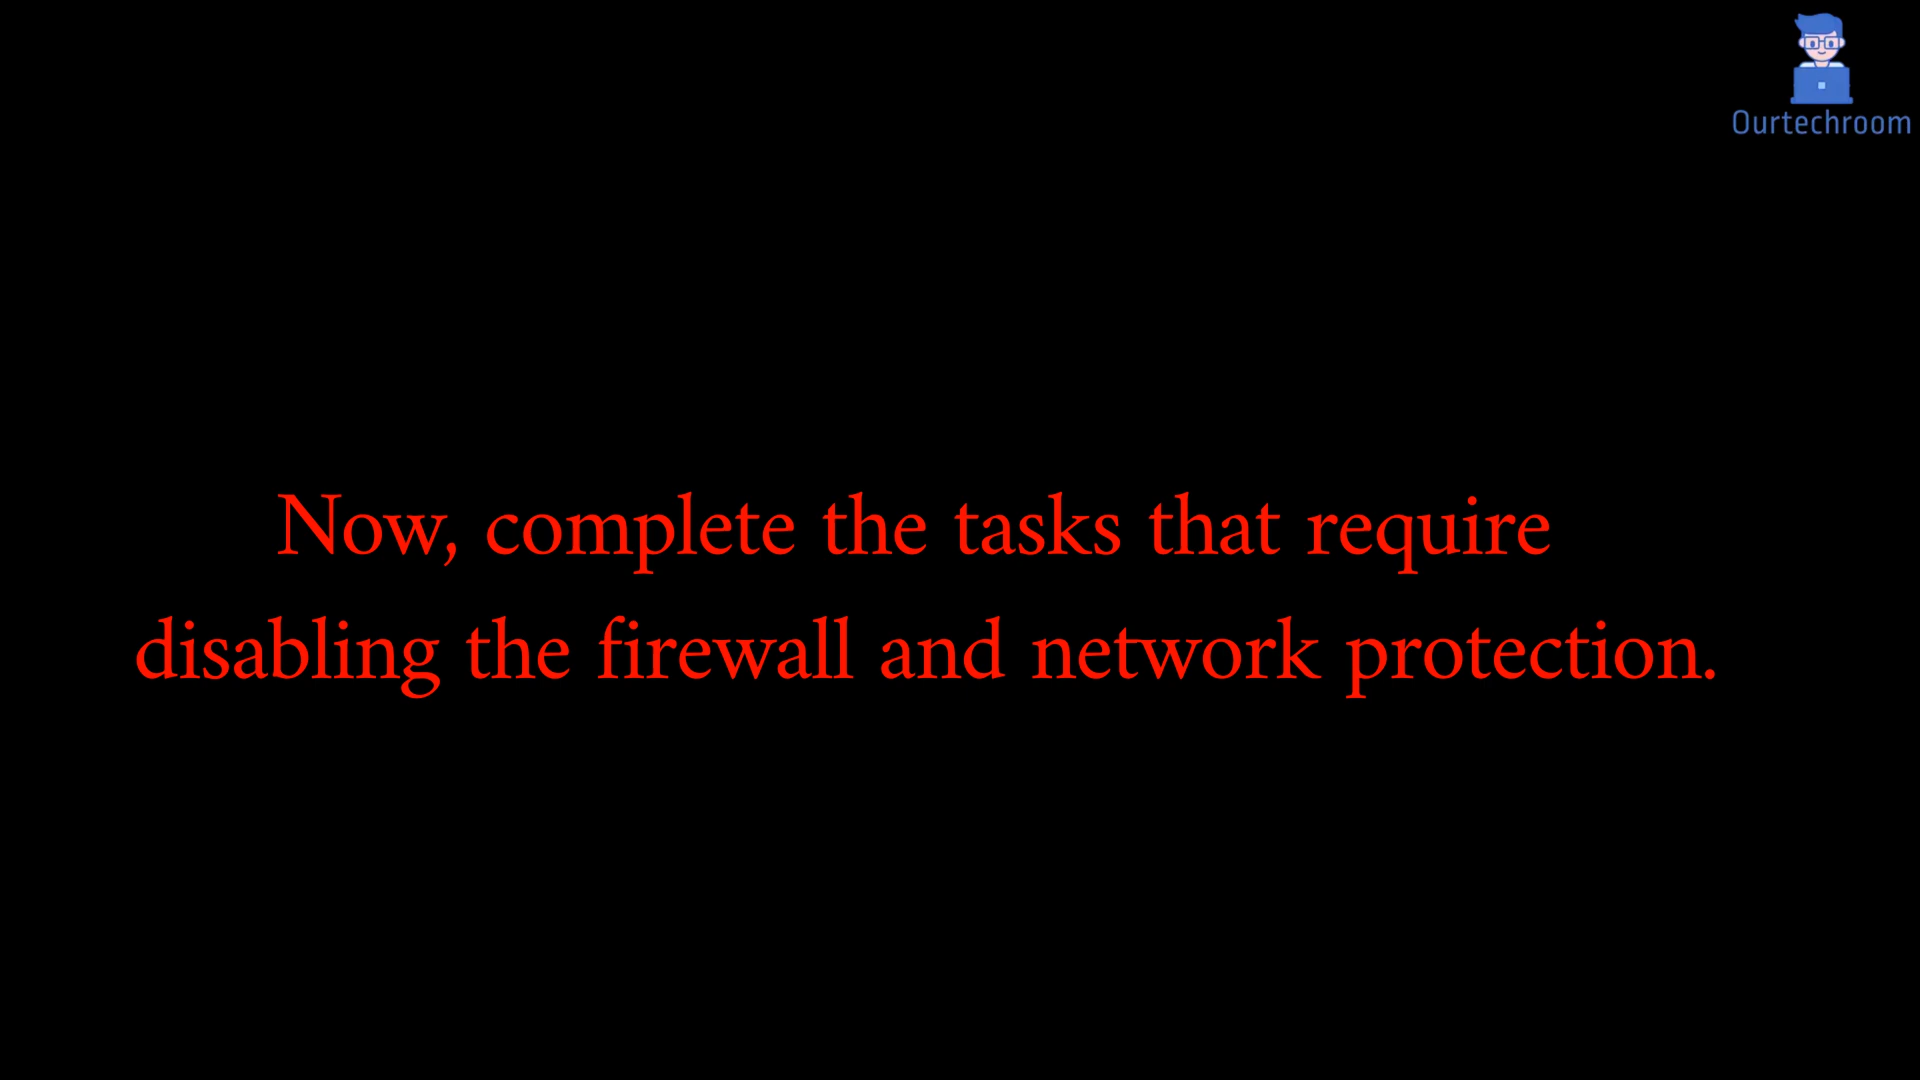 Ourtechroom
Now, complete the tasks that require
disabling the firewall and network protection.